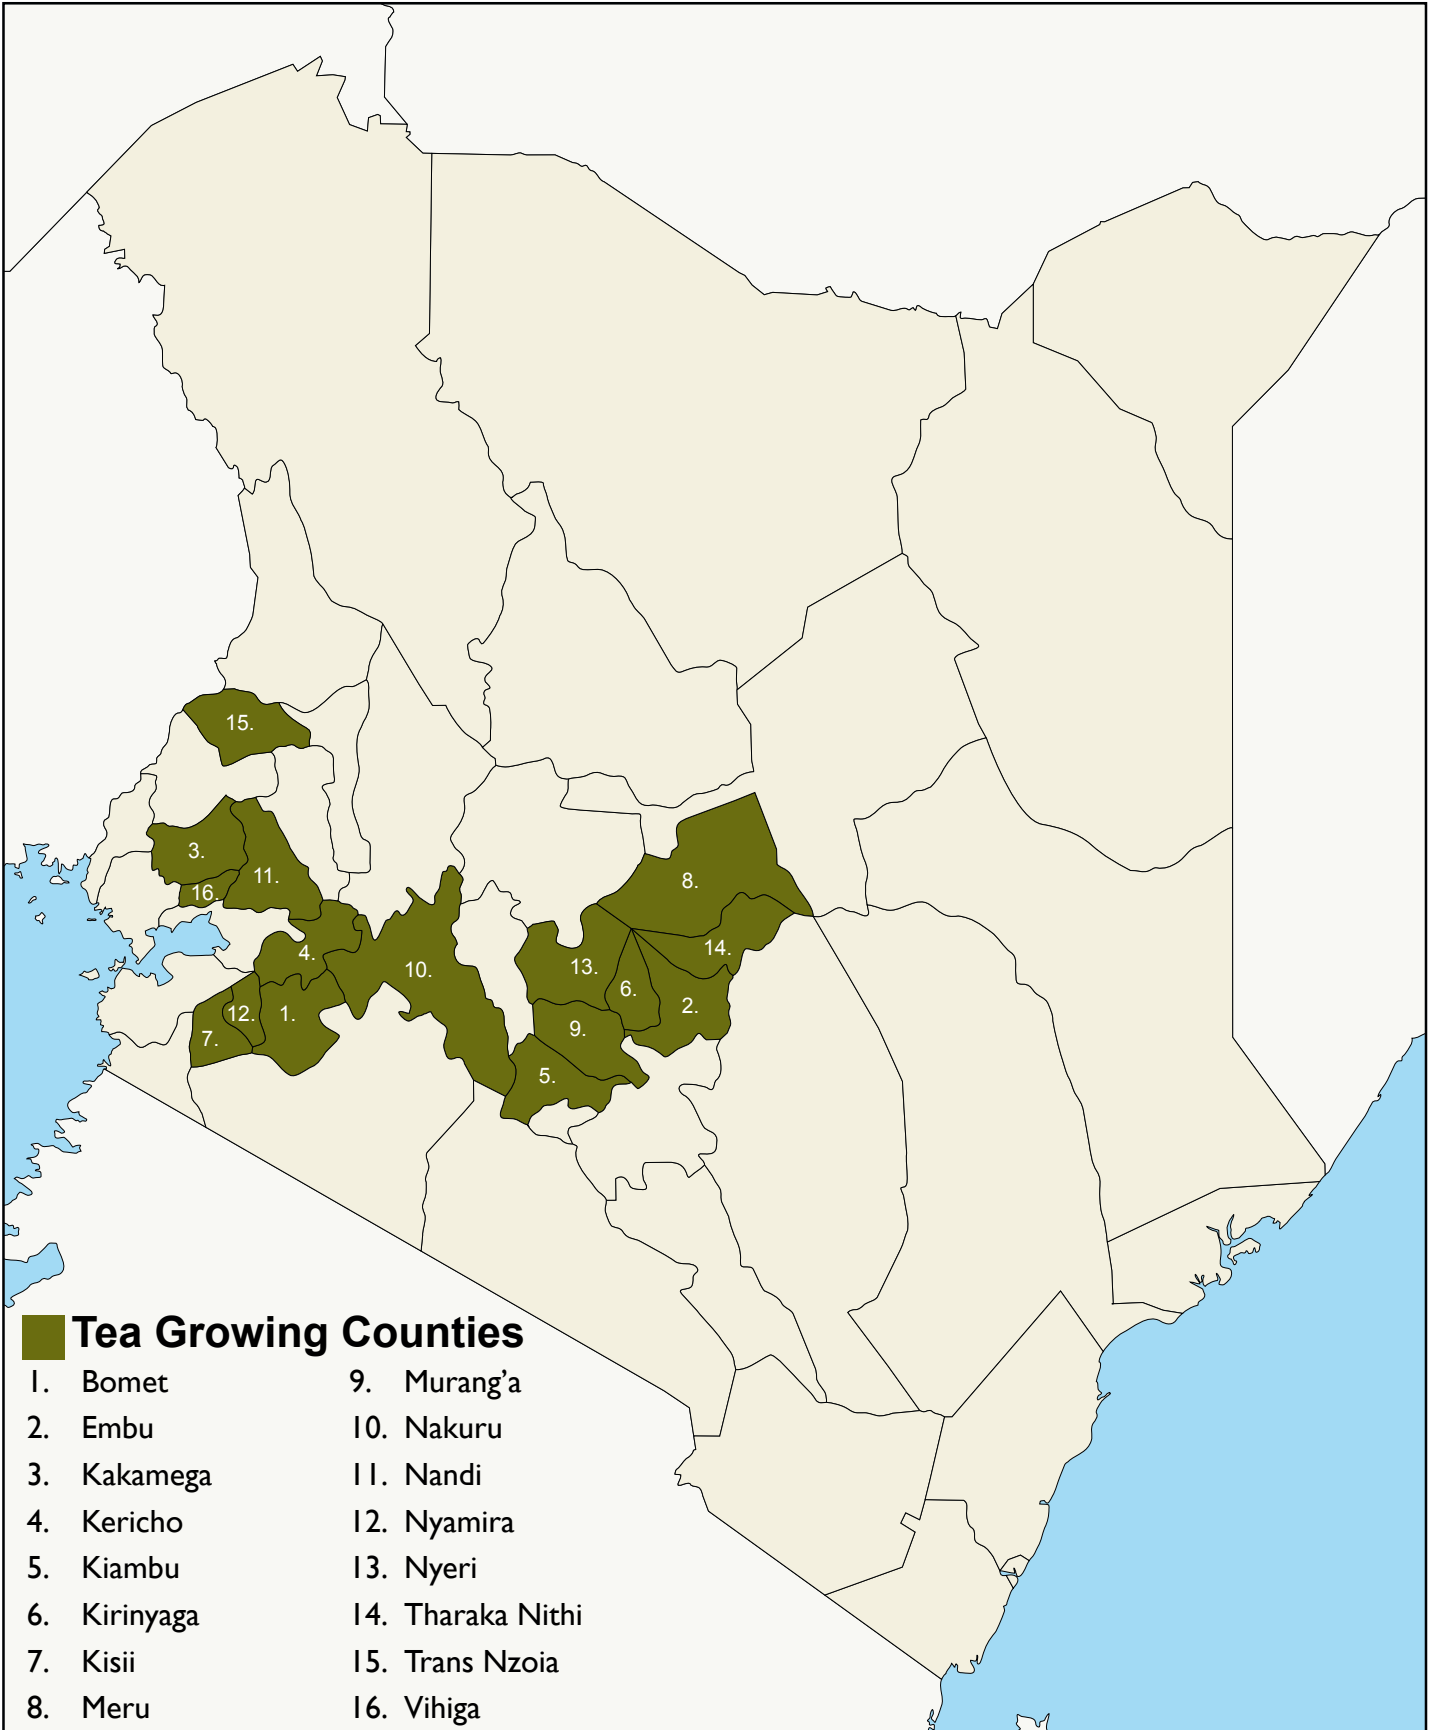 15.
3.
11.
16.
8.
4.
14.
10.
13.
6.
2.
12.
1.
9.
7.
5.
Tea Growing Counties
1. Bomet
2. Embu
3. Kakamega
4. Kericho
5. Kiambu
6. Kirinyaga
7. Kisii
8. Meru
9. Murang’a
10. Nakuru
11. Nandi
12. Nyamira
13. Nyeri
14. Tharaka Nithi
15. Trans Nzoia
16. Vihiga